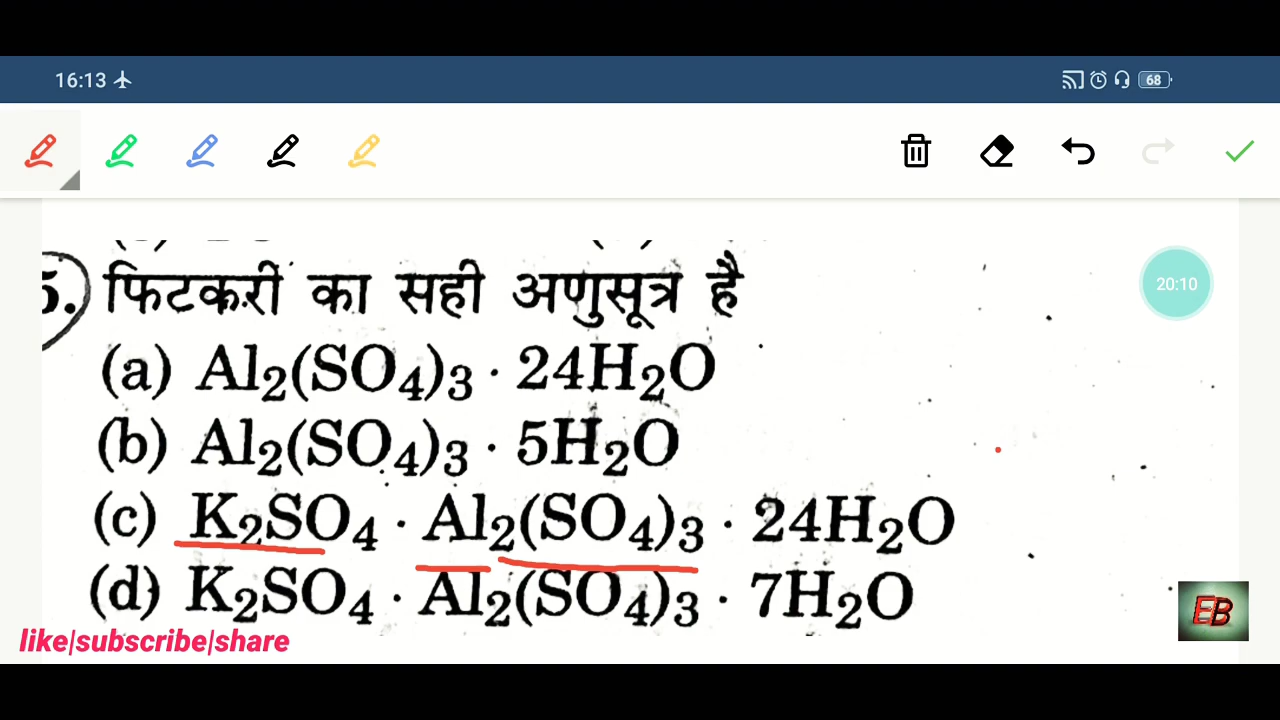 16:13 68
20:10
5. फिटकरी का सही अणुसूत्र है
(a) Al₂(SO₄)₃ · 24H₂O
(b) Al₂(SO₄)₃ · 5H₂O
(c) K₂SO₄ · Al₂(SO₄)₃ · 24H₂O
(d) K₂SO₄ · Al₂(SO₄)₃ · 7H₂O
like|subscribe|share
EB